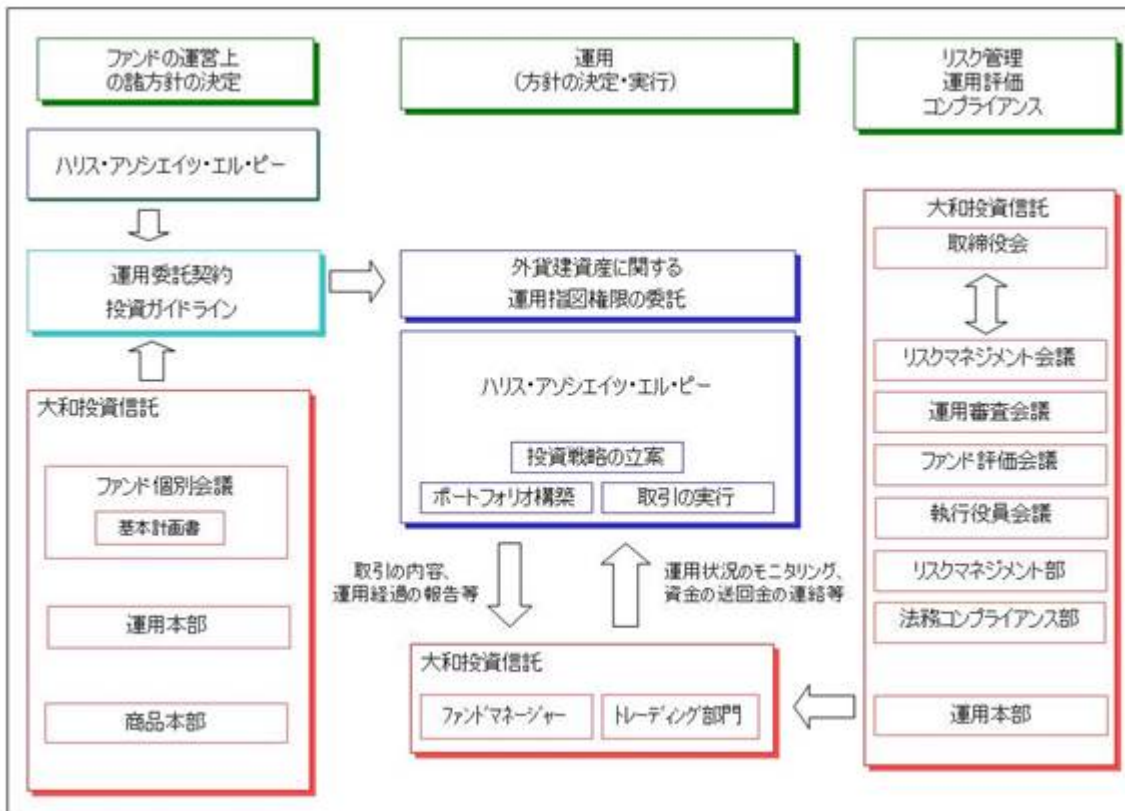 ファンドの運営上
の諸方針の決定
運用
(方針の決定・実行)
リスク管理
運用評価
コンプライアンス
ハリス・アソシエイツ・エル・ピー
運用委託契約
投資ガイドライン
大和投資信託
ファンド個別会議
基本計画書
運用本部
商品本部
外貨建資産に関する
運用指図権限の委託
ハリス・アソシエイツ・エル・ピー
投資戦略の立案
ポートフォリオ構築
取引の実行
取引の内容、
運用経過の報告等
運用状況のモニタリング、
資金の送回金の連絡等
大和投資信託
ファンドマネージャー
トレーディング部門
大和投資信託
取締役会
リスクマネジメント会議
運用審査会議
ファンド評価会議
執行役員会議
リスクマネジメント部
法務コンプライアンス部
運用本部